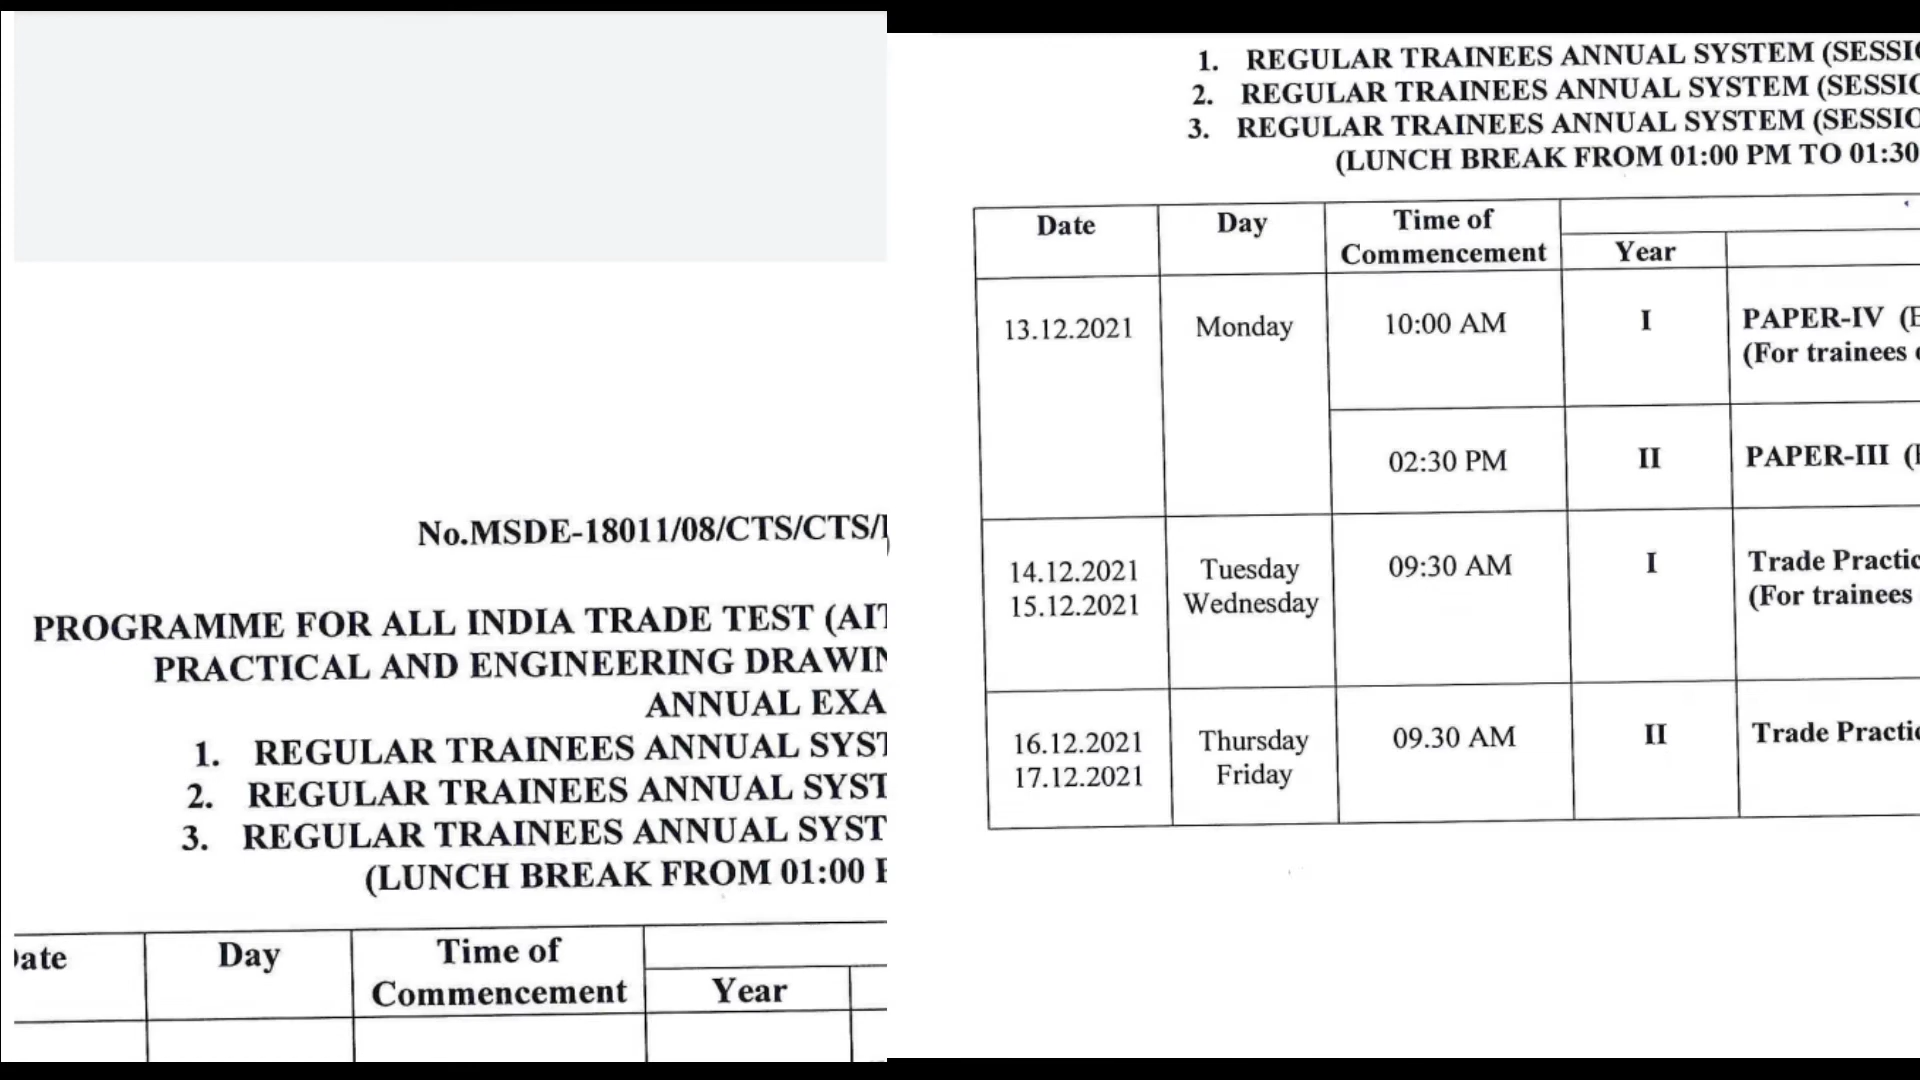 No.MSDE-18011/08/CTS/CTS/
PROGRAMME FOR ALL INDIA TRADE TEST
PRACTICAL AND ENGINEERING
ANNUAL
1. REGULAR TRAINEES ANNUAL
2. REGULAR TRAINEES ANNUAL
3. REGULAR TRAINEES ANNUAL
(LUNCH BREAK FROM 01:00
Day
Time of
Commencement
Year
1. REGULAR TRAINEES ANNUAL SYSTEM
2. REGULAR TRAINEES ANNUAL SYSTEM
3. REGULAR TRAINEES ANNUAL SYSTEM
(LUNCH BREAK FROM 01:00 PM TO 01:30
Date
Day
Time of
Commencement
Year
13.12.2021
Monday
10:00 AM
I
PAPER-IV
(For trainees
02:30 PM
II
PAPER-III
14.12.2021
15.12.2021
Tuesday
Wednesday
09:30 AM
I
Trade
(For trainees
16.12.2021
17.12.2021
Thursday
Friday
09.30 AM
II
Trade